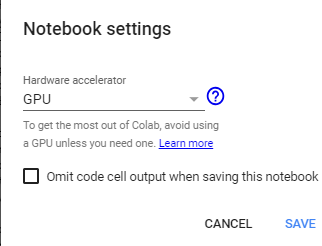 Notebook settings
Hardware accelerator
GPU
?
To get the most out of Colab, avoid using
a GPU unless you need one. Learn more
Omit code cell output when saving this notebook
CANCEL SAVE